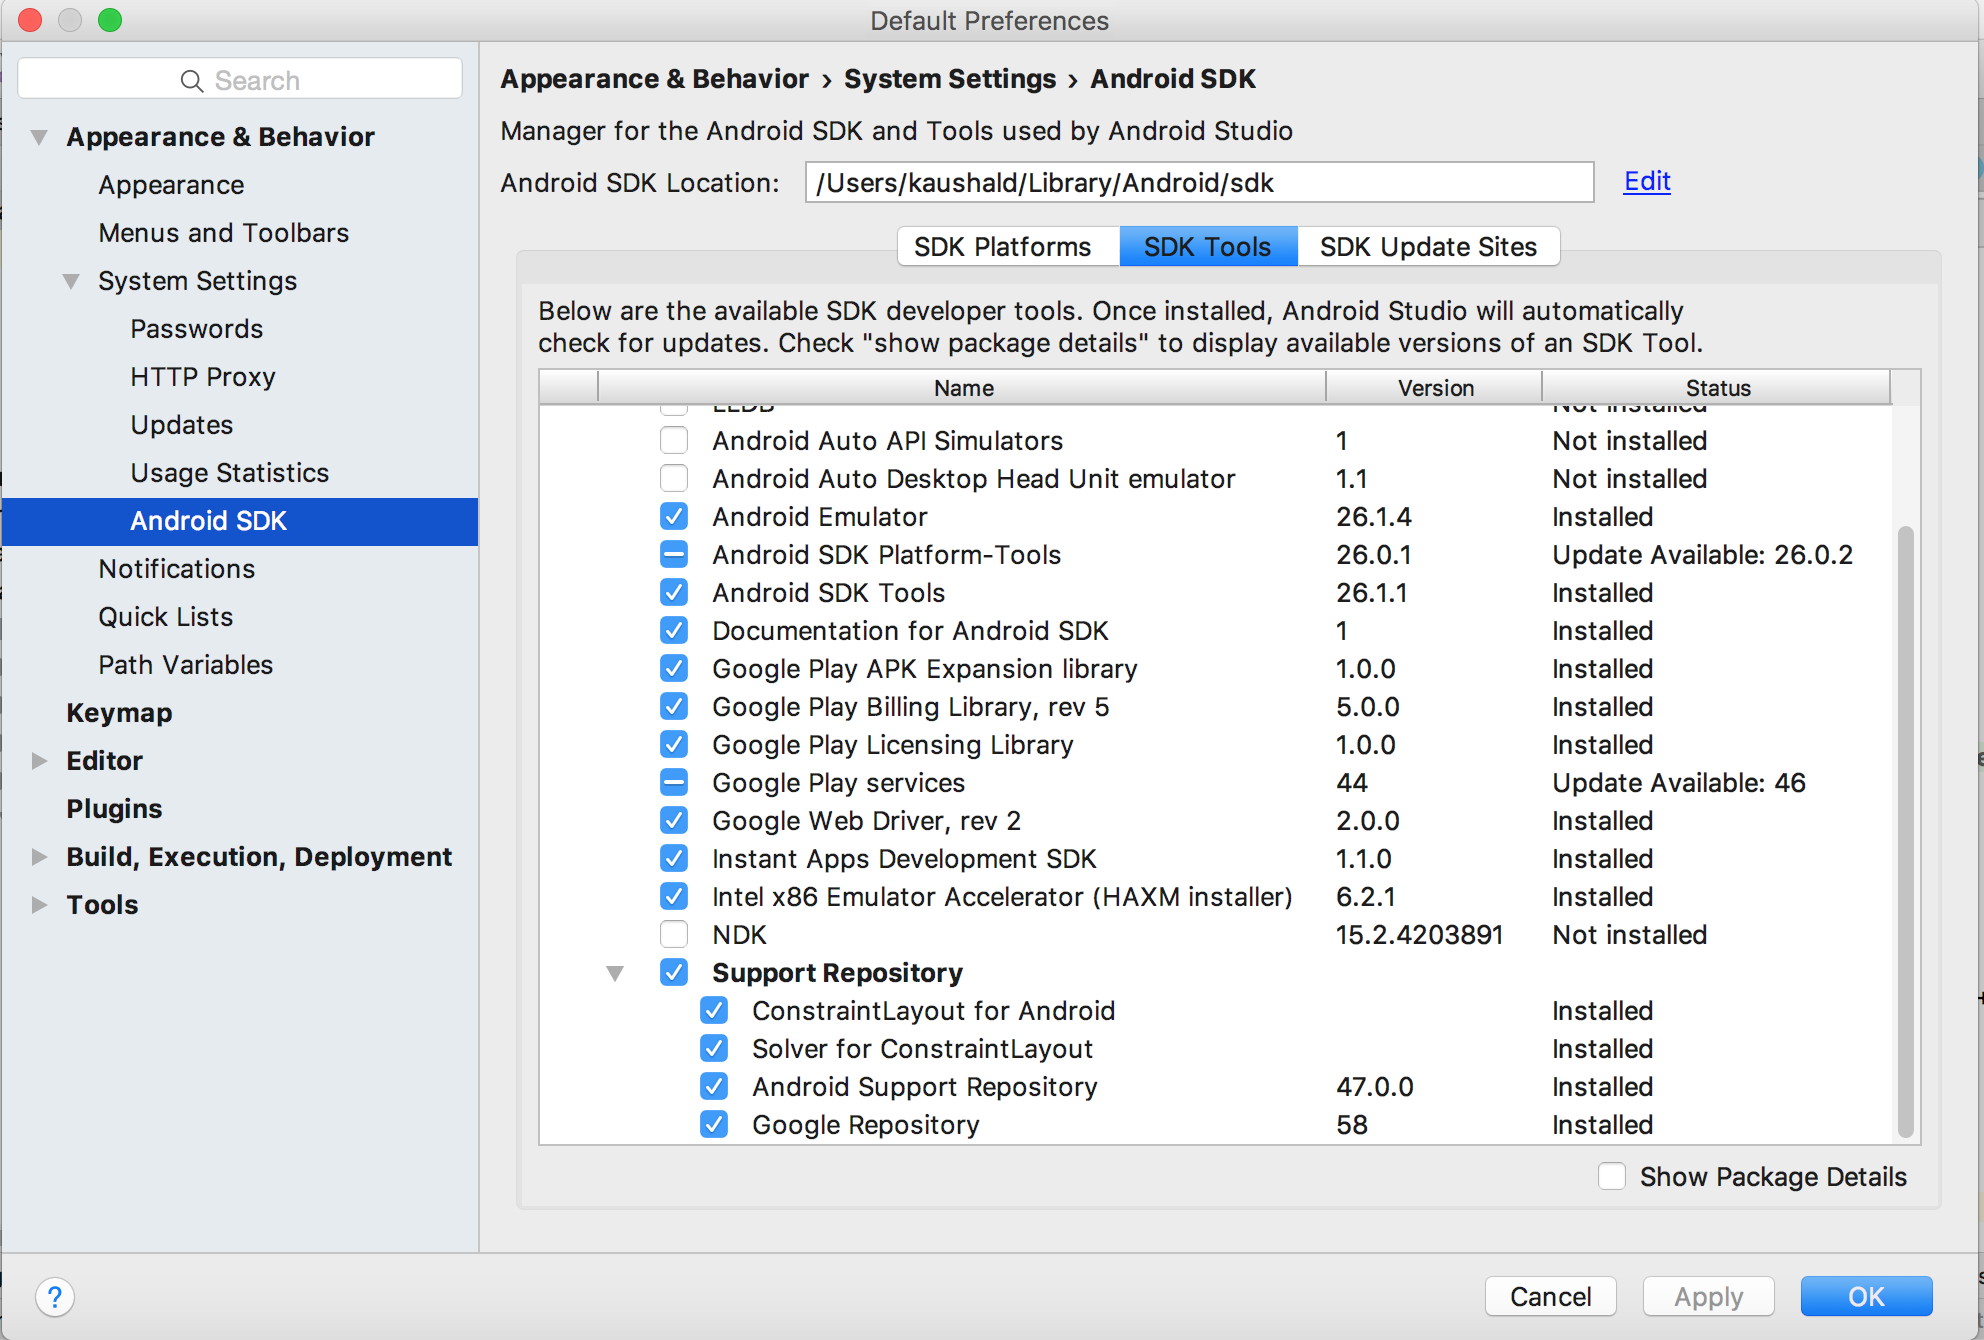 Default Preferences
Search
Appearance & Behavior
Appearance
Menus and Toolbars
System Settings
Passwords
HTTP Proxy
Updates
Usage Statistics
Android SDK
Notifications
Quick Lists
Path Variables
Keymap
Editor
Plugins
Build, Execution, Deployment
Tools
Appearance & Behavior › System Settings › Android SDK
Manager for the Android SDK and Tools used by Android Studio
Android SDK Location: /Users/kaushald/Library/Android/sdk Edit
SDK Platforms SDK Tools SDK Update Sites
Below are the available SDK developer tools. Once installed, Android Studio will automatically
check for updates. Check "show package details" to display available versions of an SDK Tool.
Name Version Status
LLDB Not installed
Android Auto API Simulators 1 Not installed
Android Auto Desktop Head Unit emulator 1.1 Not installed
Android Emulator 26.1.4 Installed
Android SDK Platform-Tools 26.0.1 Update Available: 26.0.2
Android SDK Tools 26.1.1 Installed
Documentation for Android SDK 1 Installed
Google Play APK Expansion library 1.0.0 Installed
Google Play Billing Library, rev 5 5.0.0 Installed
Google Play Licensing Library 1.0.0 Installed
Google Play services 44 Update Available: 46
Google Web Driver, rev 2 2.0.0 Installed
Instant Apps Development SDK 1.1.0 Installed
Intel x86 Emulator Accelerator (HAXM installer) 6.2.1 Installed
NDK 15.2.4203891 Not installed
Support Repository
ConstraintLayout for Android Installed
Solver for ConstraintLayout Installed
Android Support Repository 47.0.0 Installed
Google Repository 58 Installed
Show Package Details
? Cancel Apply OK